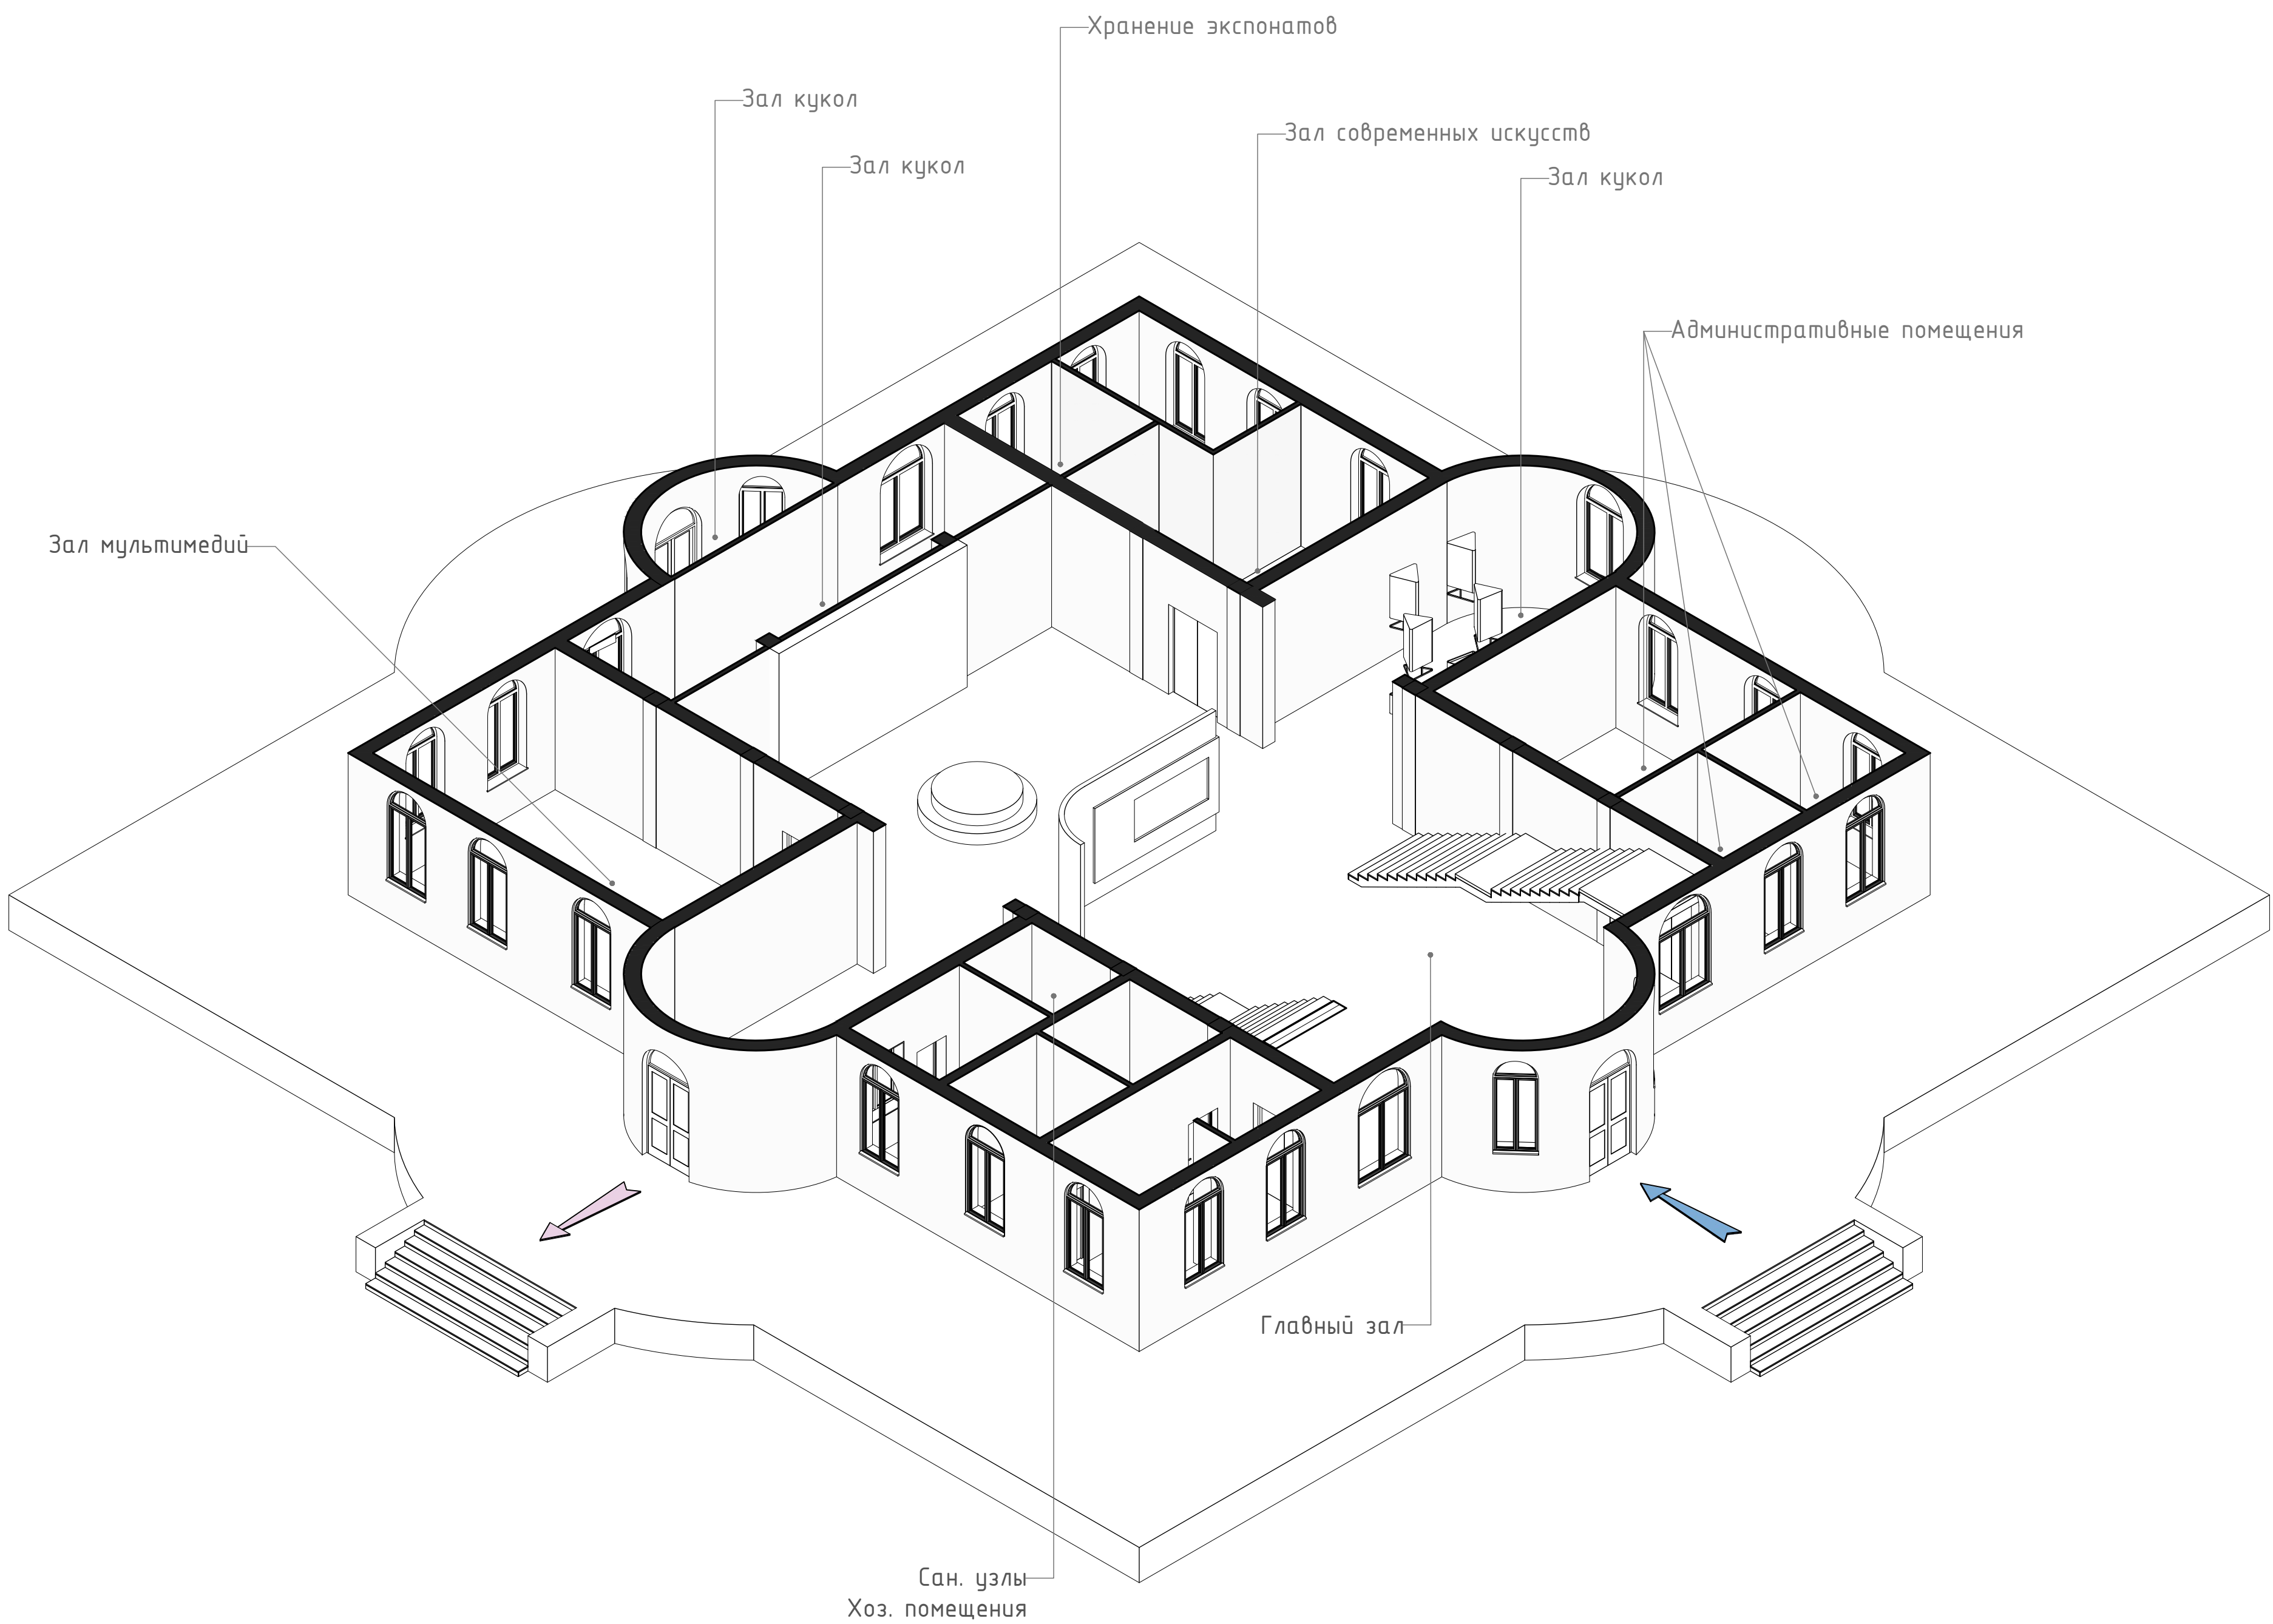 Хранение экспонатов
Зал кукол
Зал современных искусств
Зал кукол
Зал кукол
Административные помещения
Зал мультимедий
Главный зал
Сан. узлы
Хоз. помещения